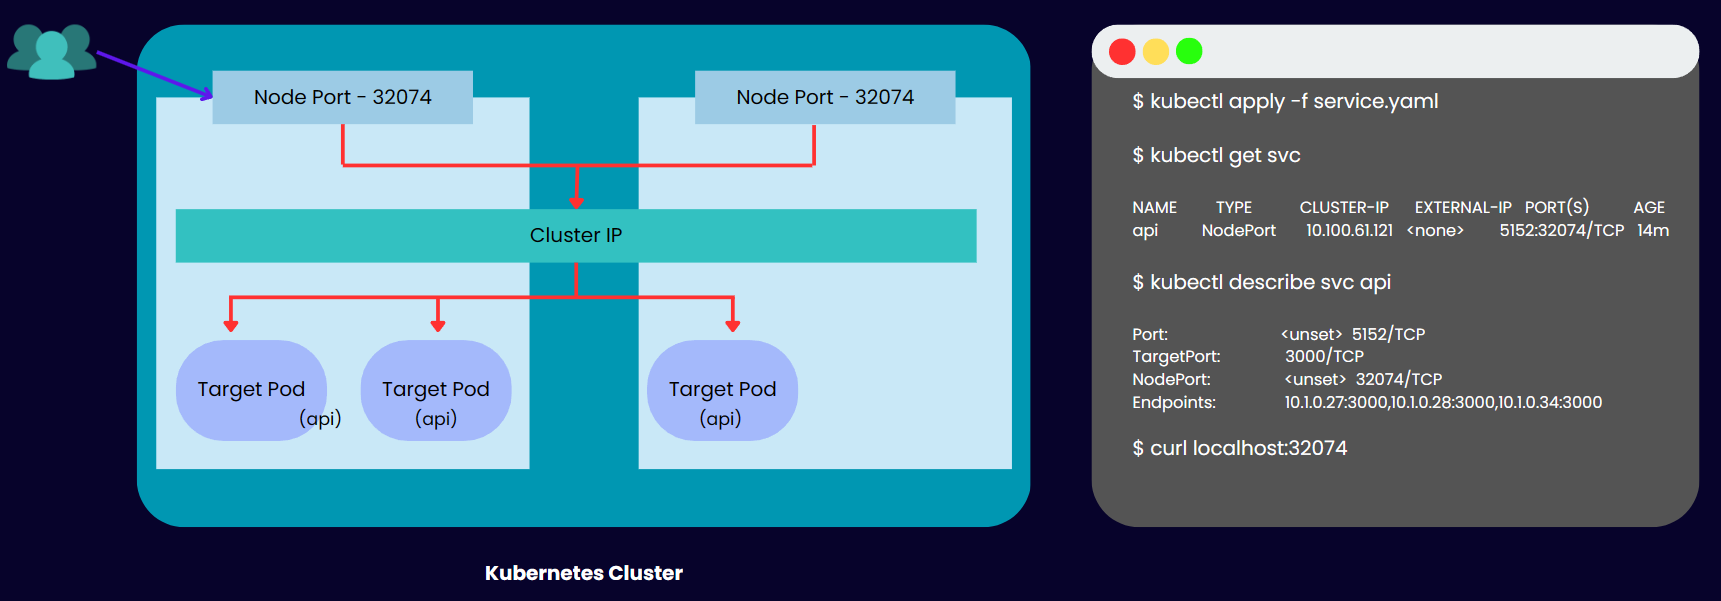 Node Port - 32074
Node Port - 32074
Cluster IP
Target Pod
(api)
Target Pod
(api)
Target Pod
(api)
Kubernetes Cluster
$ kubectl apply -f service.yaml
$ kubectl get svc
NAME TYPE CLUSTER-IP EXTERNAL-IP PORT(S) AGE
api NodePort 10.100.61.121 <none> 5152:32074/TCP 14m
$ kubectl describe svc api
Port: <unset> 5152/TCP
TargetPort: 3000/TCP
NodePort: <unset> 32074/TCP
Endpoints: 10.1.0.27:3000,10.1.0.28:3000,10.1.0.34:3000
$ curl localhost:32074